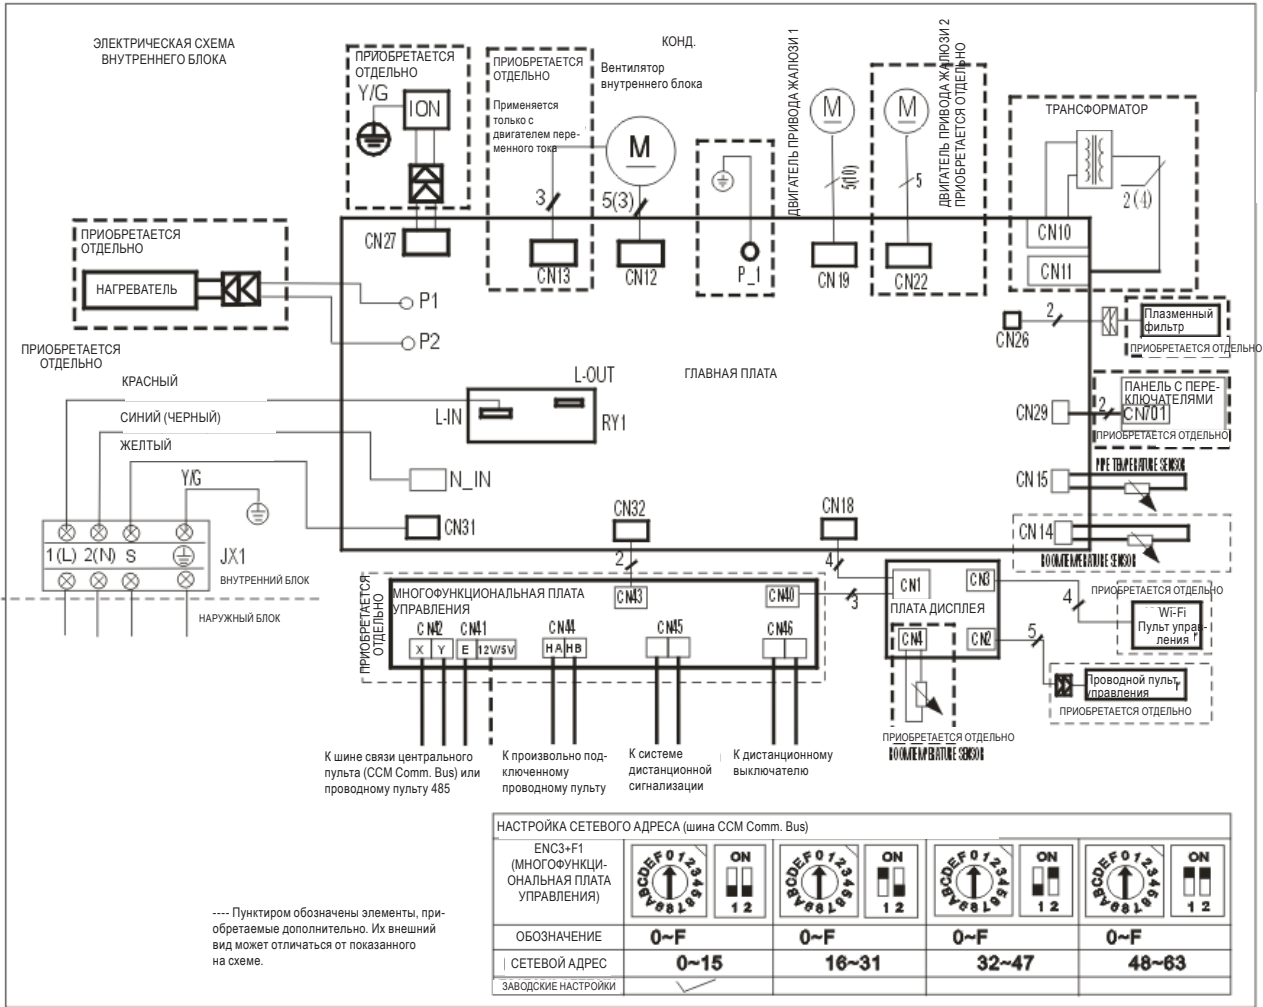 ЭЛЕКТРИЧЕСКАЯ СХЕМА
ВНУТРЕННЕГО БЛОКА
ПРИОБРЕТАЕТСЯ
ОТДЕЛЬНО
Y/G
ION
CN27
ПРИОБРЕТАЕТСЯ
ОТДЕЛЬНО
Применяется
только с
двигателем пере-
менного тока
3
CN13
КОНД.
Вентилятор
внутреннего блока
M
5(3)
CN12
P_1
ДВИГАТЕЛЬ ПРИВОДА ЖАЛЮЗИ 1
M
5(10)
CN19
ДВИГАТЕЛЬ ПРИВОДА ЖАЛЮЗИ 2
ПРИОБРЕТАЕТСЯ ОТДЕЛЬНО
M
5
CN22
ТРАНСФОРМАТОР
2(4)
CN10
CN11
ПРИОБРЕТАЕТСЯ
ОТДЕЛЬНО
НАГРЕВАТЕЛЬ
P1
P2
ПРИОБРЕТАЕТСЯ
ОТДЕЛЬНО
КРАСНЫЙ
СИНИЙ (ЧЕРНЫЙ)
ЖЕЛТЫЙ
Y/G
L-OUT
L-IN
RY1
N_IN
CN31
ГЛАВНАЯ ПЛАТА
CN26
2
Плазменный
фильтр
ПРИОБРЕТАЕТСЯ ОТДЕЛЬНО
CN29
2
ПАНЕЛЬ С ПЕРЕ-
КЛЮЧАТЕЛЯМИ
CN701
ПРИОБРЕТАЕТСЯ ОТДЕЛЬНО
CN15
PIPE TEMPERATURE SENSOR
CN14
ROOM TEMPERATURE SENSOR
1(L) 2(N) S
JX1
ВНУТРЕННИЙ БЛОК
НАРУЖНЫЙ БЛОК
CN32
2
CN18
4
ПРИОБРЕТАЕТСЯ
ОТДЕЛЬНО
МНОГОФУНКЦИОНАЛЬНАЯ ПЛАТА
УПРАВЛЕНИЯ
CN43
CN40
3
CN42
X Y
CN41
E 12V/5V
CN44
HA HB
CN45
CN46
CN1
CN3
ПЛАТА ДИСПЛЕЯ
CN4
CN2
4
5
ПРИОБРЕТАЕТСЯ ОТДЕЛЬНО
Wi-Fi
Пульт управ-
ления
Проводной пульт
управления
ПРИОБРЕТАЕТСЯ ОТДЕЛЬНО
ПРИОБРЕТАЕТСЯ ОТДЕЛЬНО
ROOM TEMPERATURE SENSOR
К шине связи центрального
пульта (CCM Comm. Bus) или
проводному пульту 485
К произвольно под-
ключенному
проводному пульту
К системе
дистанционной
сигнализации
К дистанционному
выключателю
---- Пунктиром обозначены элементы, при-
обретаемые дополнительно. Их внешний
вид может отличаться от показанного
на схеме.
НАСТРОЙКА СЕТЕВОГО АДРЕСА (шина CCM Comm. Bus)
ENC3+F1
(МНОГОФУНКЦИ-
ОНАЛЬНАЯ ПЛАТА
УПРАВЛЕНИЯ)
0123456789ABCDEF
ON
1 2
0123456789ABCDEF
ON
1 2
0123456789ABCDEF
ON
1 2
0123456789ABCDEF
ON
1 2
ОБОЗНАЧЕНИЕ 0~F 0~F 0~F 0~F
СЕТЕВОЙ АДРЕС 0~15 16~31 32~47 48~63
ЗАВОДСКИЕ НАСТРОЙКИ